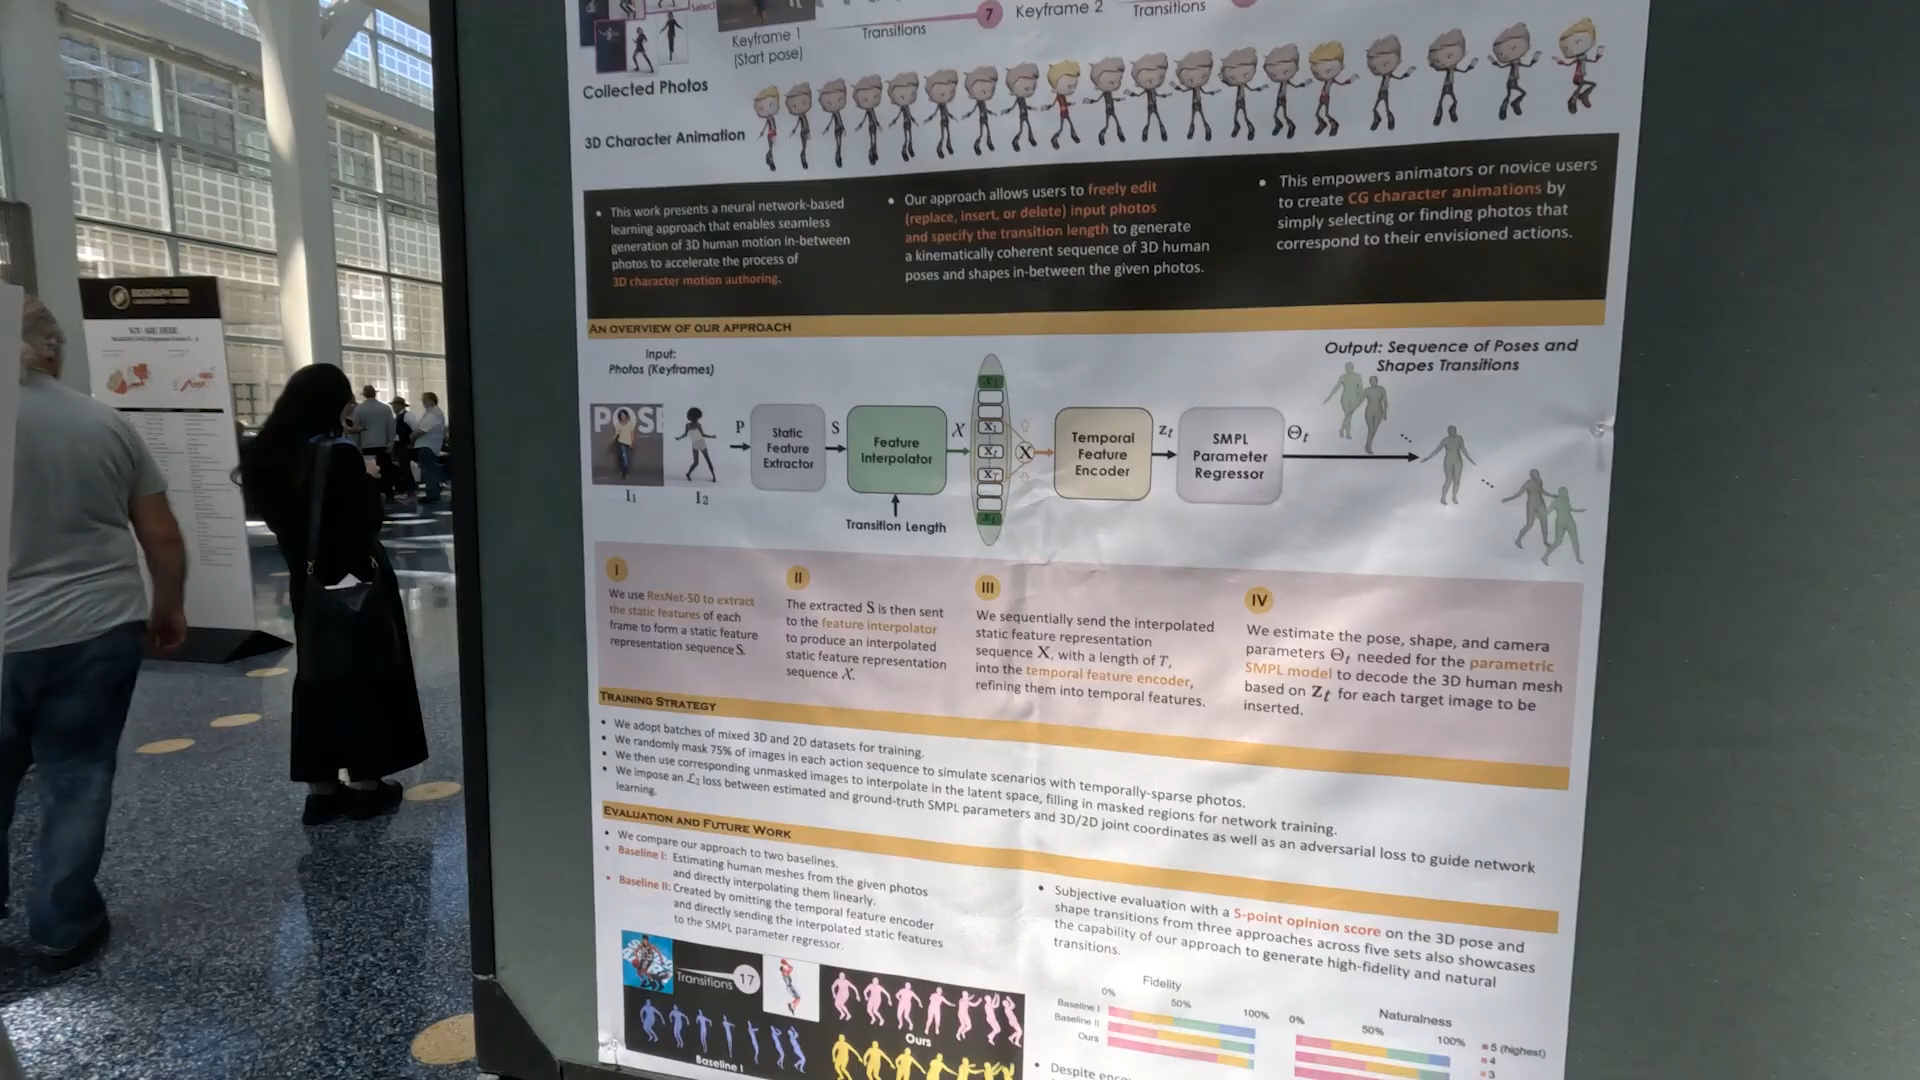 Select
Keyframe 1
(Start pose)
Transitions
7
Keyframe 2
Transitions
Collected Photos
3D Character Animation
• This work presents a neural network-based
learning approach that enables seamless
generation of 3D human motion in-between
photos to accelerate the process of
3D character motion authoring.
• Our approach allows users to freely edit
(replace, insert, or delete) input photos
and specify the transition length to generate
a kinematically coherent sequence of 3D human
poses and shapes in-between the given photos.
• This empowers animators or novice users
to create CG character animations by
simply selecting or finding photos that
correspond to their envisioned actions.
AN OVERVIEW OF OUR APPROACH
Input:
Photos (Keyframes)
Output: Sequence of Poses and
Shapes Transitions
POSE
I1
I2
P
Static
Feature
Extractor
S
Feature
Interpolator
Transition Length
X
X1
Xt
XT
X
Temporal
Feature
Encoder
Zt
SMPL
Parameter
Regressor
Θt
I
We use ResNet-50 to extract
the static features of each
frame to form a static feature
representation sequence S.
II
The extracted S is then sent
to the feature interpolator
to produce an interpolated
static feature representation
sequence X.
III
We sequentially send the interpolated
static feature representation
sequence X, with a length of T,
into the temporal feature encoder,
refining them into temporal features.
IV
We estimate the pose, shape, and camera
parameters Θt needed for the parametric
SMPL model to decode the 3D human mesh
based on Zt for each target image to be
inserted.
TRAINING STRATEGY
• We adopt batches of mixed 3D and 2D datasets for training.
• We randomly mask 75% of images in each action sequence to simulate scenarios with temporally-sparse photos.
• We then use corresponding unmasked images to interpolate in the latent space, filling in masked regions for network training.
• We impose an L2 loss between estimated and ground-truth SMPL parameters and 3D/2D joint coordinates as well as an adversarial loss to guide network
learning.
EVALUATION AND FUTURE WORK
• We compare our approach to two baselines.
• Baseline I: Estimating human meshes from the given photos
and directly interpolating them linearly.
• Baseline II: Created by omitting the temporal feature encoder
and directly sending the interpolated static features
to the SMPL parameter regressor.
Transitions 17
Ours
Baseline I
• Subjective evaluation with a 5-point opinion score on the 3D pose and
shape transitions from three approaches across five sets also showcases
the capability of our approach to generate high-fidelity and natural
transitions.
Fidelity
0% 50% 100%
Baseline I
Baseline II
Ours
Naturalness
0% 50% 100%
5 (highest)
4
3
• Despite
YOU ARE HERE